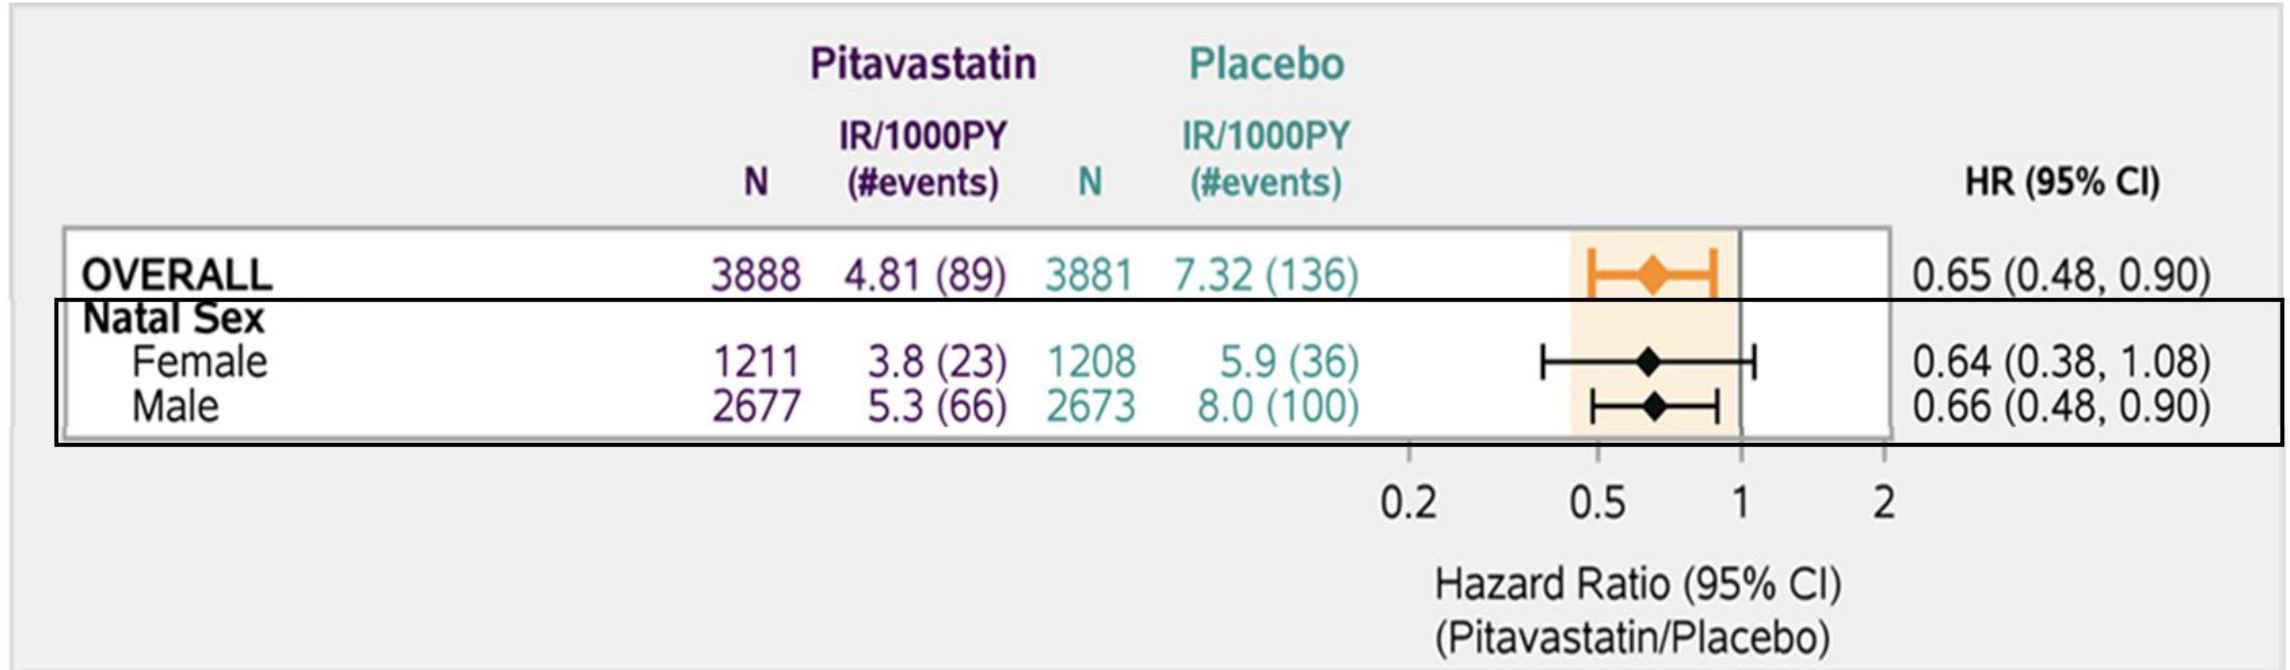 Pitavastatin Placebo
IR/1000PY IR/1000PY
N (#events) N (#events) HR (95% CI)
OVERALL 3888 4.81 (89) 3881 7.32 (136) 0.65 (0.48, 0.90)
Natal Sex
Female 1211 3.8 (23) 1208 5.9 (36) 0.64 (0.38, 1.08)
Male 2677 5.3 (66) 2673 8.0 (100) 0.66 (0.48, 0.90)
0.2 0.5 1 2
Hazard Ratio (95% CI)
(Pitavastatin/Placebo)